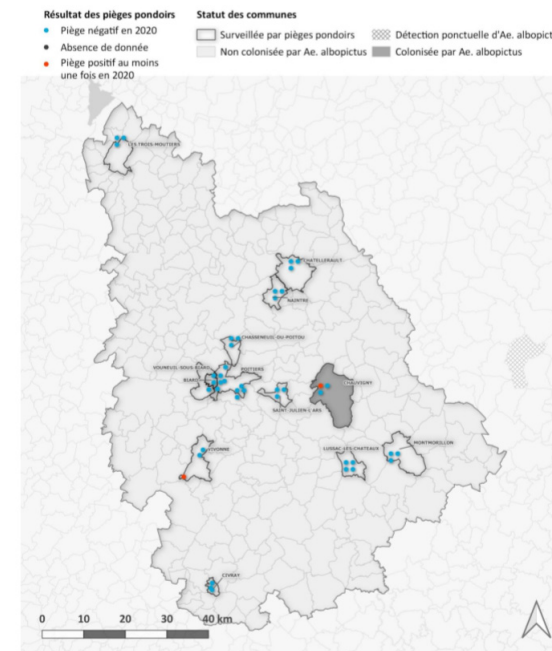 Résultat des pièges pondoirs
Piège négatif en 2020
Absence de donnée
Piège positif au moins
une fois en 2020
Statut des communes
Surveillée par pièges pondoirs
Détection ponctuelle d'Ae. albopict
Non colonisée par Ae. albopictus
Colonisée par Ae. albopictus
LES TROIS-MOUTIERS
CHATELLERAULT
NAINTRE
CHASSENEUIL-DU-POITOU
VOUNEUIL-SOUS-BIARD
POITIERS
BIARD
CHAUVIGNY
SAINT-JULIEN-L'ARS
VIVONNE
LUSSAC-LES-CHATEAUX
MONTMORILLON
CIVRAY
0 10 20 30 40 km